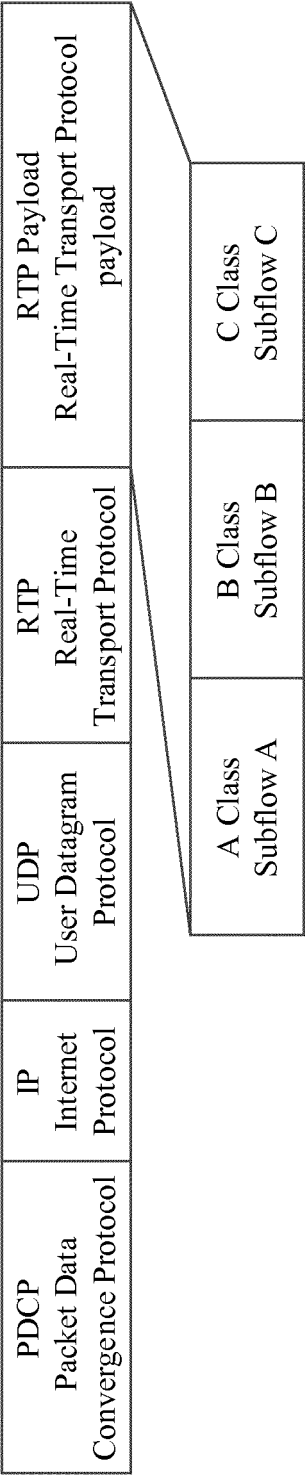 PDCP
Packet Data
Convergence Protocol
IP
Internet
Protocol
UDP
User Datagram
Protocol
RTP
Real-Time
Transport Protocol
RTP Payload
Real-Time Transport Protocol
payload
A Class
Subflow A
B Class
Subflow B
C Class
Subflow C